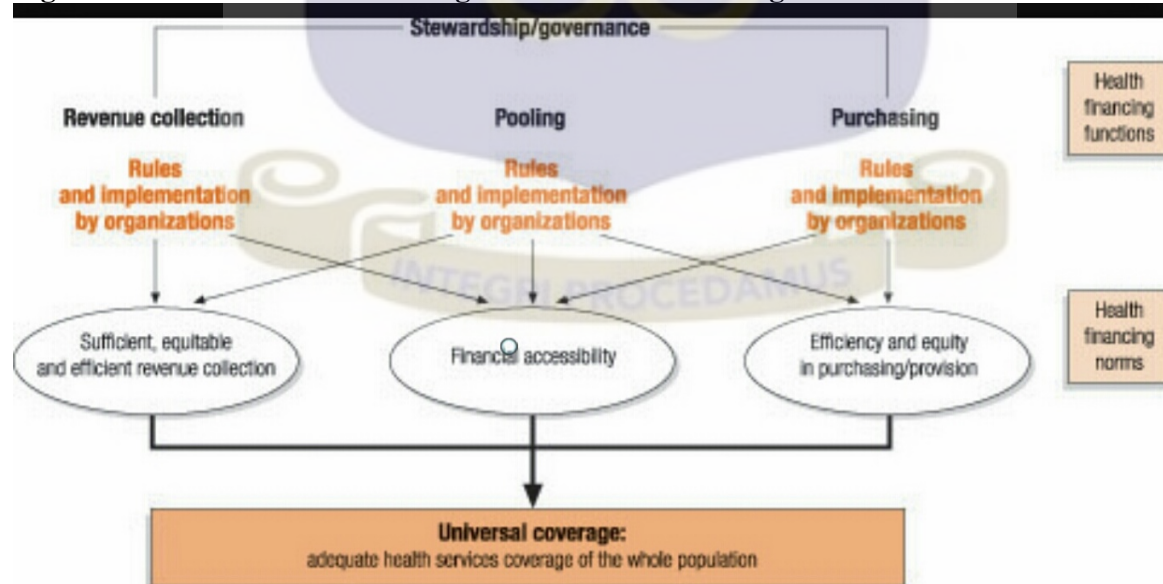 Stewardship/governance
Revenue collection
Pooling
Purchasing
Health
financing
functions
Rules
and implementation
by organizations
Rules
and implementation
by organizations
Rules
and implementation
by organizations
INTEGRI PROCEDAMUS
Sufficient, equitable
and efficient revenue collection
Financial accessibility
Efficiency and equity
in purchasing/provision
Health
financing
norms
Universal coverage:
adequate health services coverage of the whole population